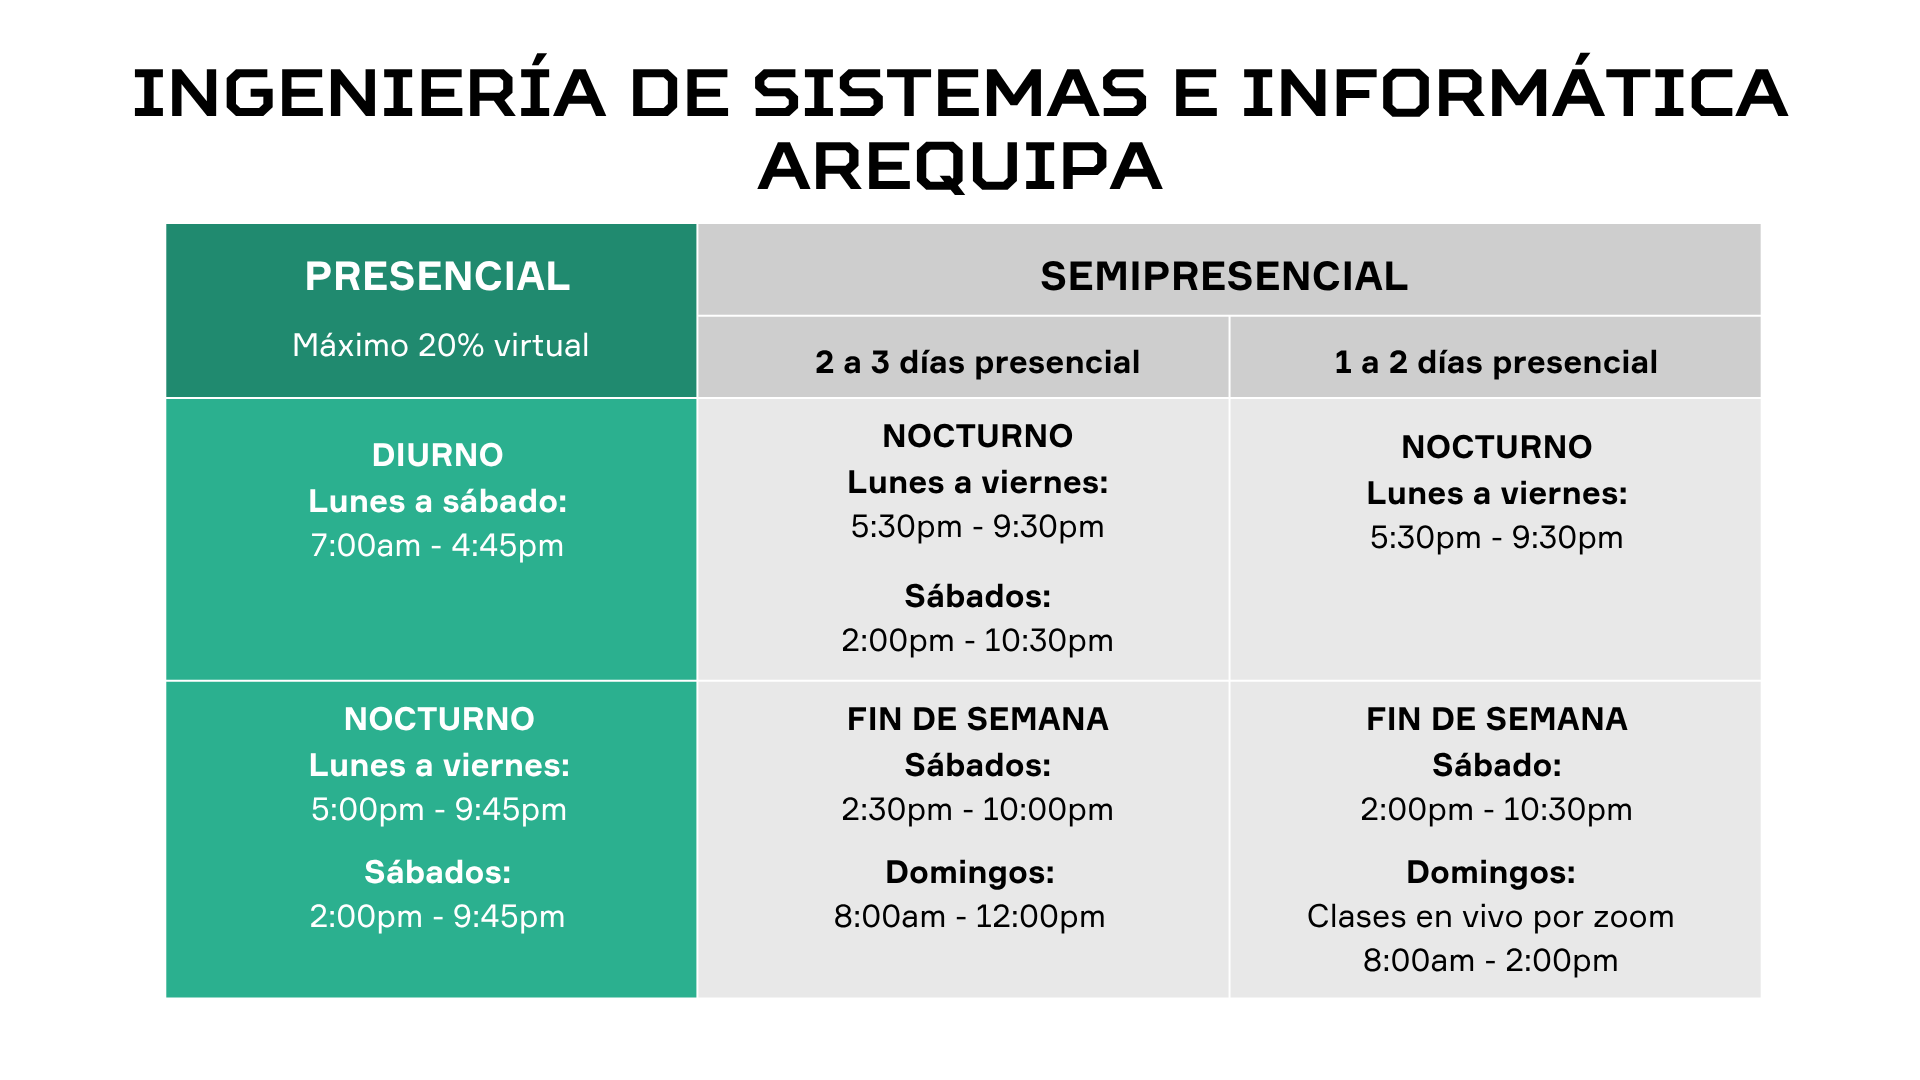 INGENIERÍA DE SISTEMAS E INFORMÁTICA
AREQUIPA
PRESENCIAL
Máximo 20% virtual
SEMIPRESENCIAL
2 a 3 días presencial
1 a 2 días presencial
DIURNO
Lunes a sábado:
7:00am - 4:45pm
NOCTURNO
Lunes a viernes:
5:30pm - 9:30pm
Sábados:
2:00pm - 10:30pm
NOCTURNO
Lunes a viernes:
5:30pm - 9:30pm
NOCTURNO
Lunes a viernes:
5:00pm - 9:45pm
Sábados:
2:00pm - 9:45pm
FIN DE SEMANA
Sábados:
2:30pm - 10:00pm
Domingos:
8:00am - 12:00pm
FIN DE SEMANA
Sábado:
2:00pm - 10:30pm
Domingos:
Clases en vivo por zoom
8:00am - 2:00pm